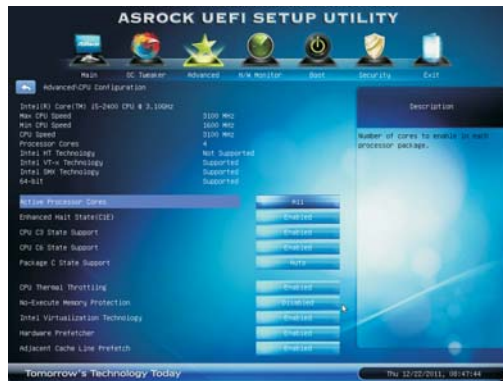 ASROCK UEFI SETUP UTILITY
Main OC Tweaker Advanced H/W Monitor Boot Security Exit
Advanced\CPU Configuration
Description
Intel(R) Core(TM) i5-2400 CPU @ 3.10GHz
Max CPU Speed 3100 MHz
Min CPU Speed 1600 MHz
CPU Speed 3100 MHz
Processor Cores 4
Intel HT Technology Not Supported
Intel VT-x Technology Supported
Intel SMX Technology Supported
64-bit Supported
Number of cores to enable in each
processor package.
Active Processor Cores All
Enhanced Halt State(C1E) Enabled
CPU C3 State Support Enabled
CPU C6 State Support Enabled
Package C State Support Auto
CPU Thermal Throttling Enabled
No-Execute Memory Protection Disabled
Intel Virtualization Technology Enabled
Hardware Prefetcher Enabled
Adjacent Cache Line Prefetch Enabled
Tomorrow's Technology Today
Thu 12/22/2011, 08:47:44